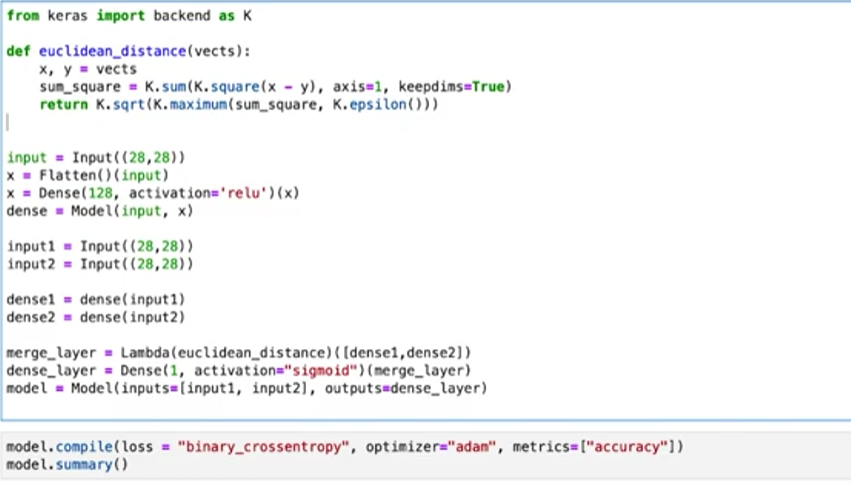 from keras import backend as K
def euclidean_distance(vects):
    x, y = vects
    sum_square = K.sum(K.square(x - y), axis=1, keepdims=True)
    return K.sqrt(K.maximum(sum_square, K.epsilon()))
input = Input((28,28))
x = Flatten()(input)
x = Dense(128, activation='relu')(x)
dense = Model(input, x)
input1 = Input((28,28))
input2 = Input((28,28))
dense1 = dense(input1)
dense2 = dense(input2)
merge_layer = Lambda(euclidean_distance)([dense1,dense2])
dense_layer = Dense(1, activation="sigmoid")(merge_layer)
model = Model(inputs=[input1, input2], outputs=dense_layer)
model.compile(loss = "binary_crossentropy", optimizer="adam", metrics=["accuracy"])
model.summary()